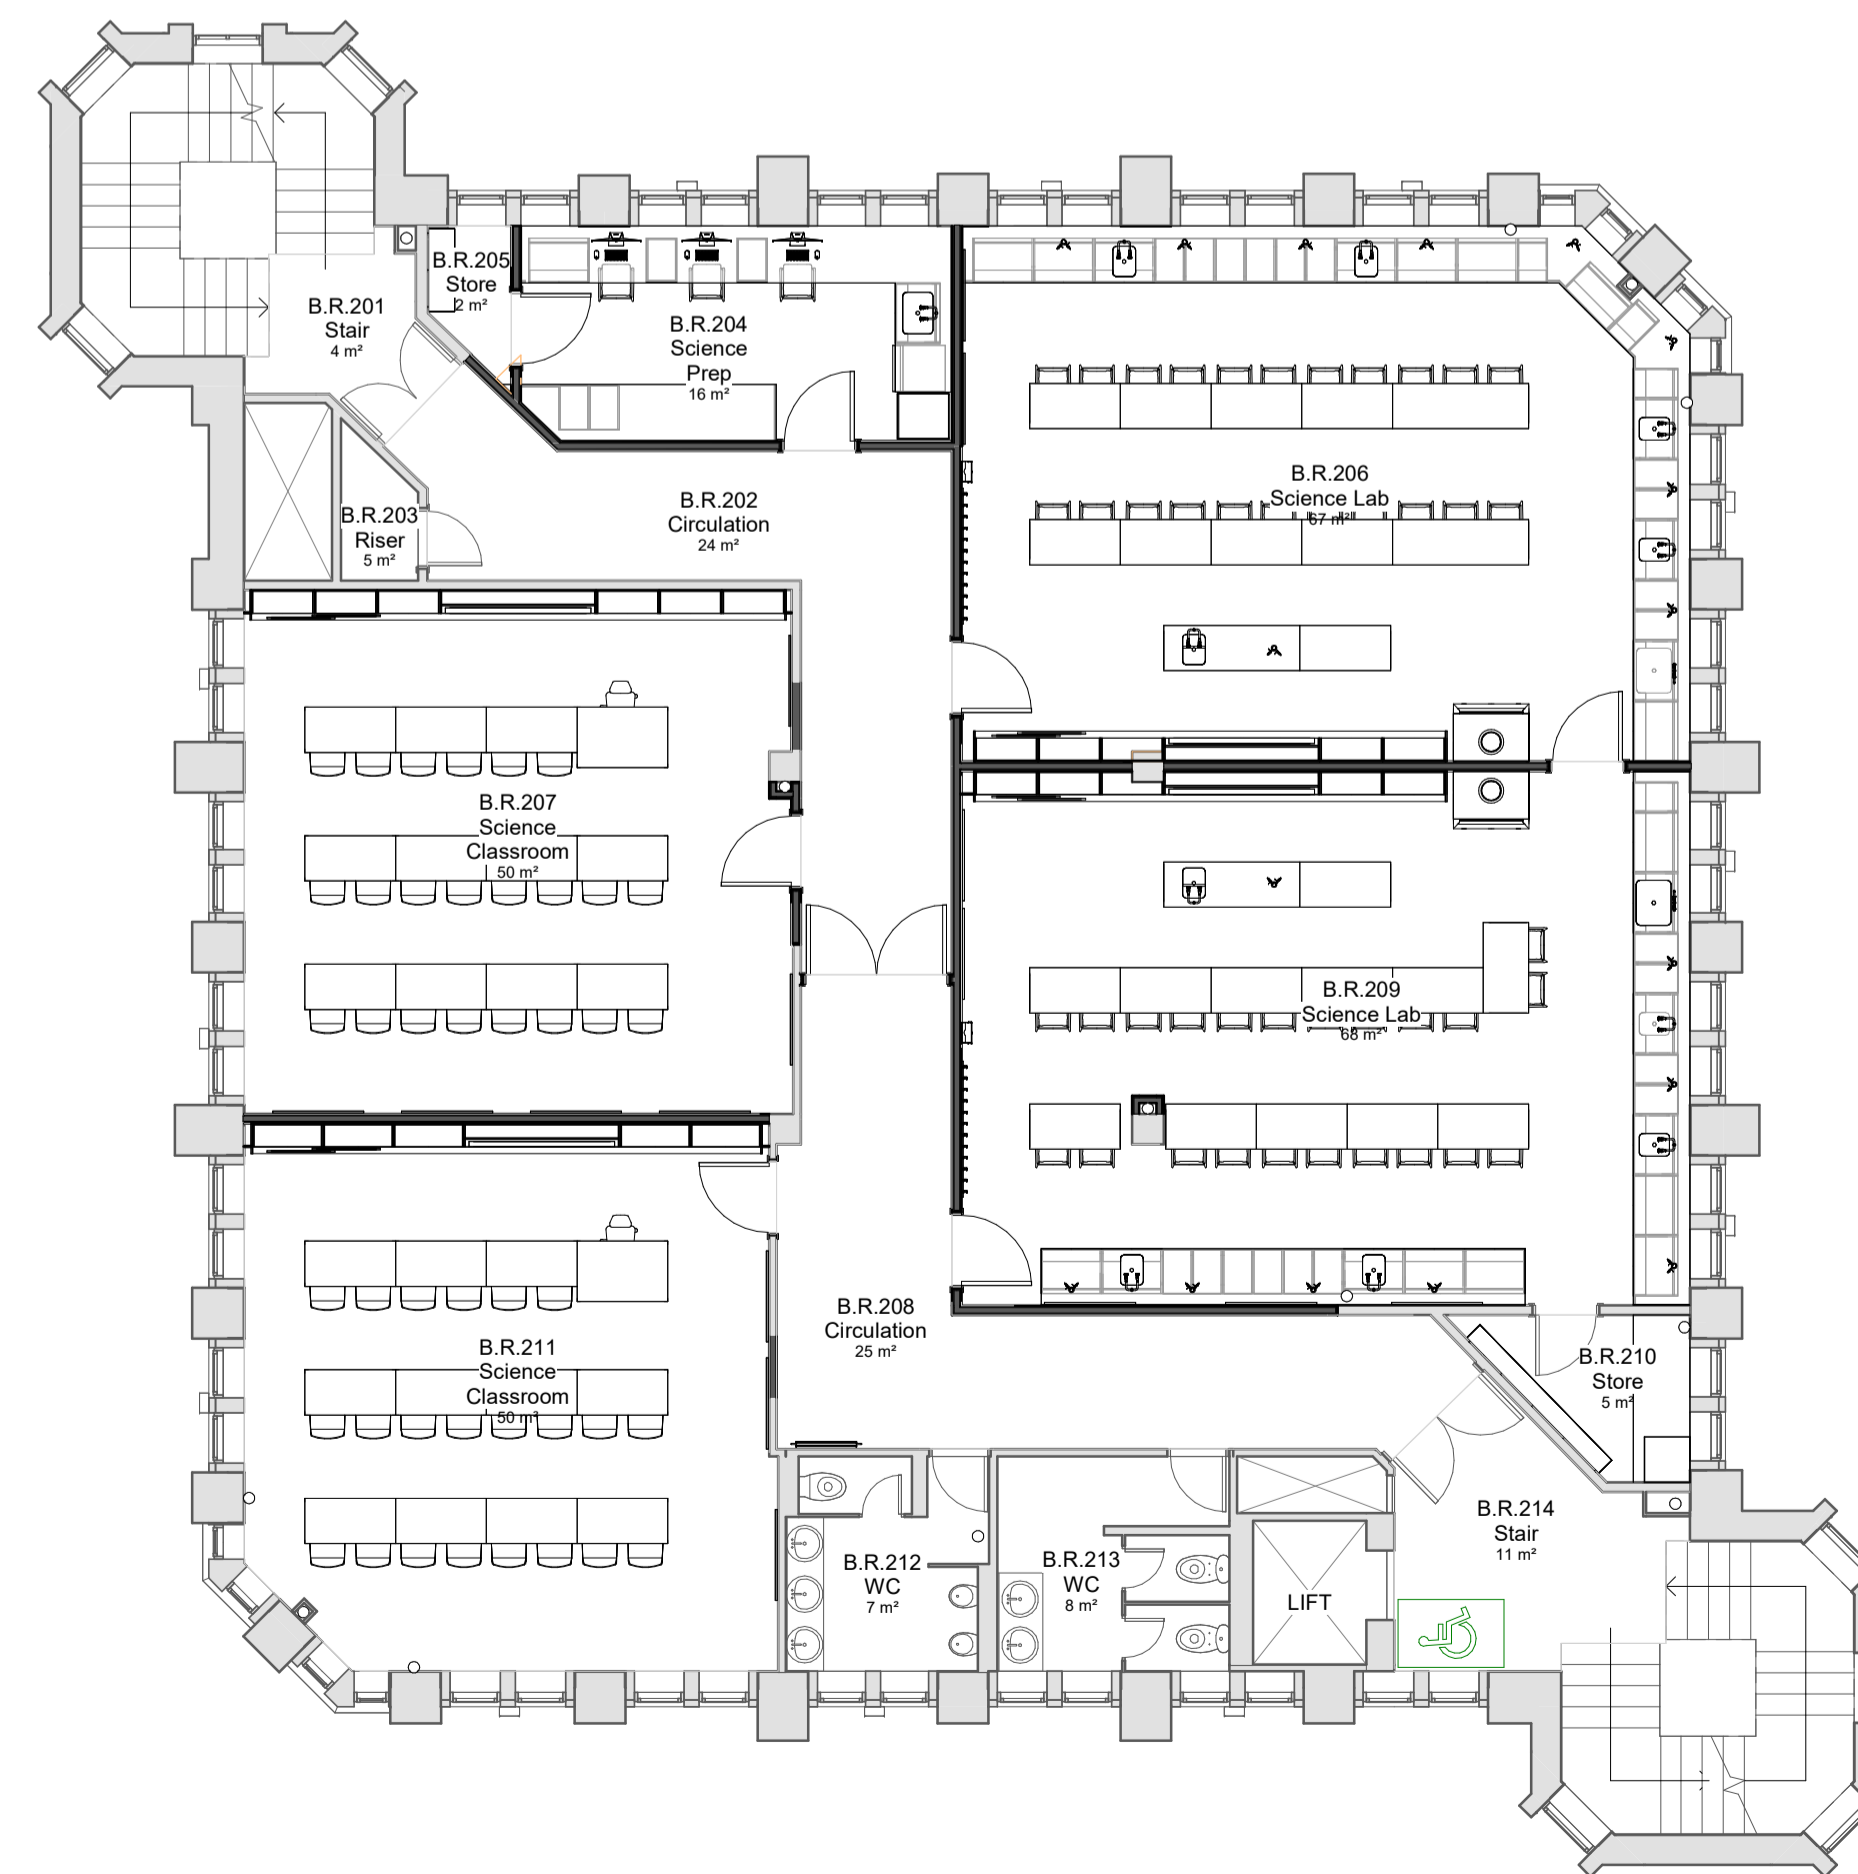 B.R.205
Store
2 m²
B.R.201
Stair
4 m²
B.R.204
Science
Prep
16 m²
B.R.206
Science Lab
67 m²
B.R.202
Circulation
24 m²
B.R.203
Riser
5 m²
B.R.207
Science
Classroom
50 m²
B.R.209
Science Lab
68 m²
B.R.208
Circulation
25 m²
B.R.211
Science
Classroom
50 m²
B.R.210
Store
5 m²
B.R.214
Stair
11 m²
B.R.212
WC
7 m²
B.R.213
WC
8 m²
LIFT